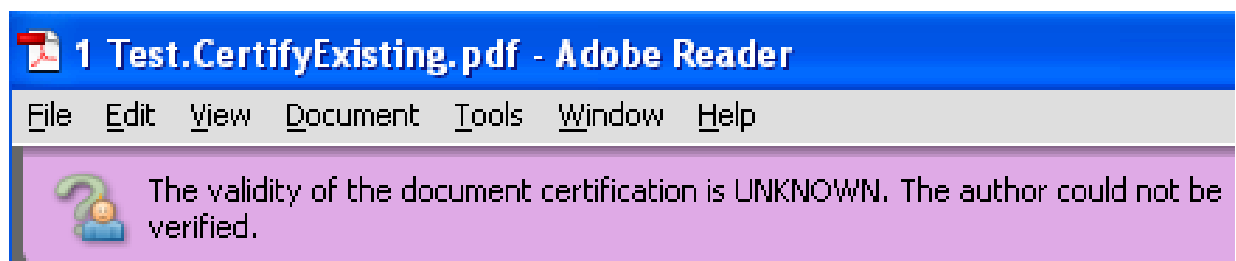 1 Test.CertifyExisting.pdf - Adobe Reader
File Edit View Document Tools Window Help
The validity of the document certification is UNKNOWN. The author could not be
verified.